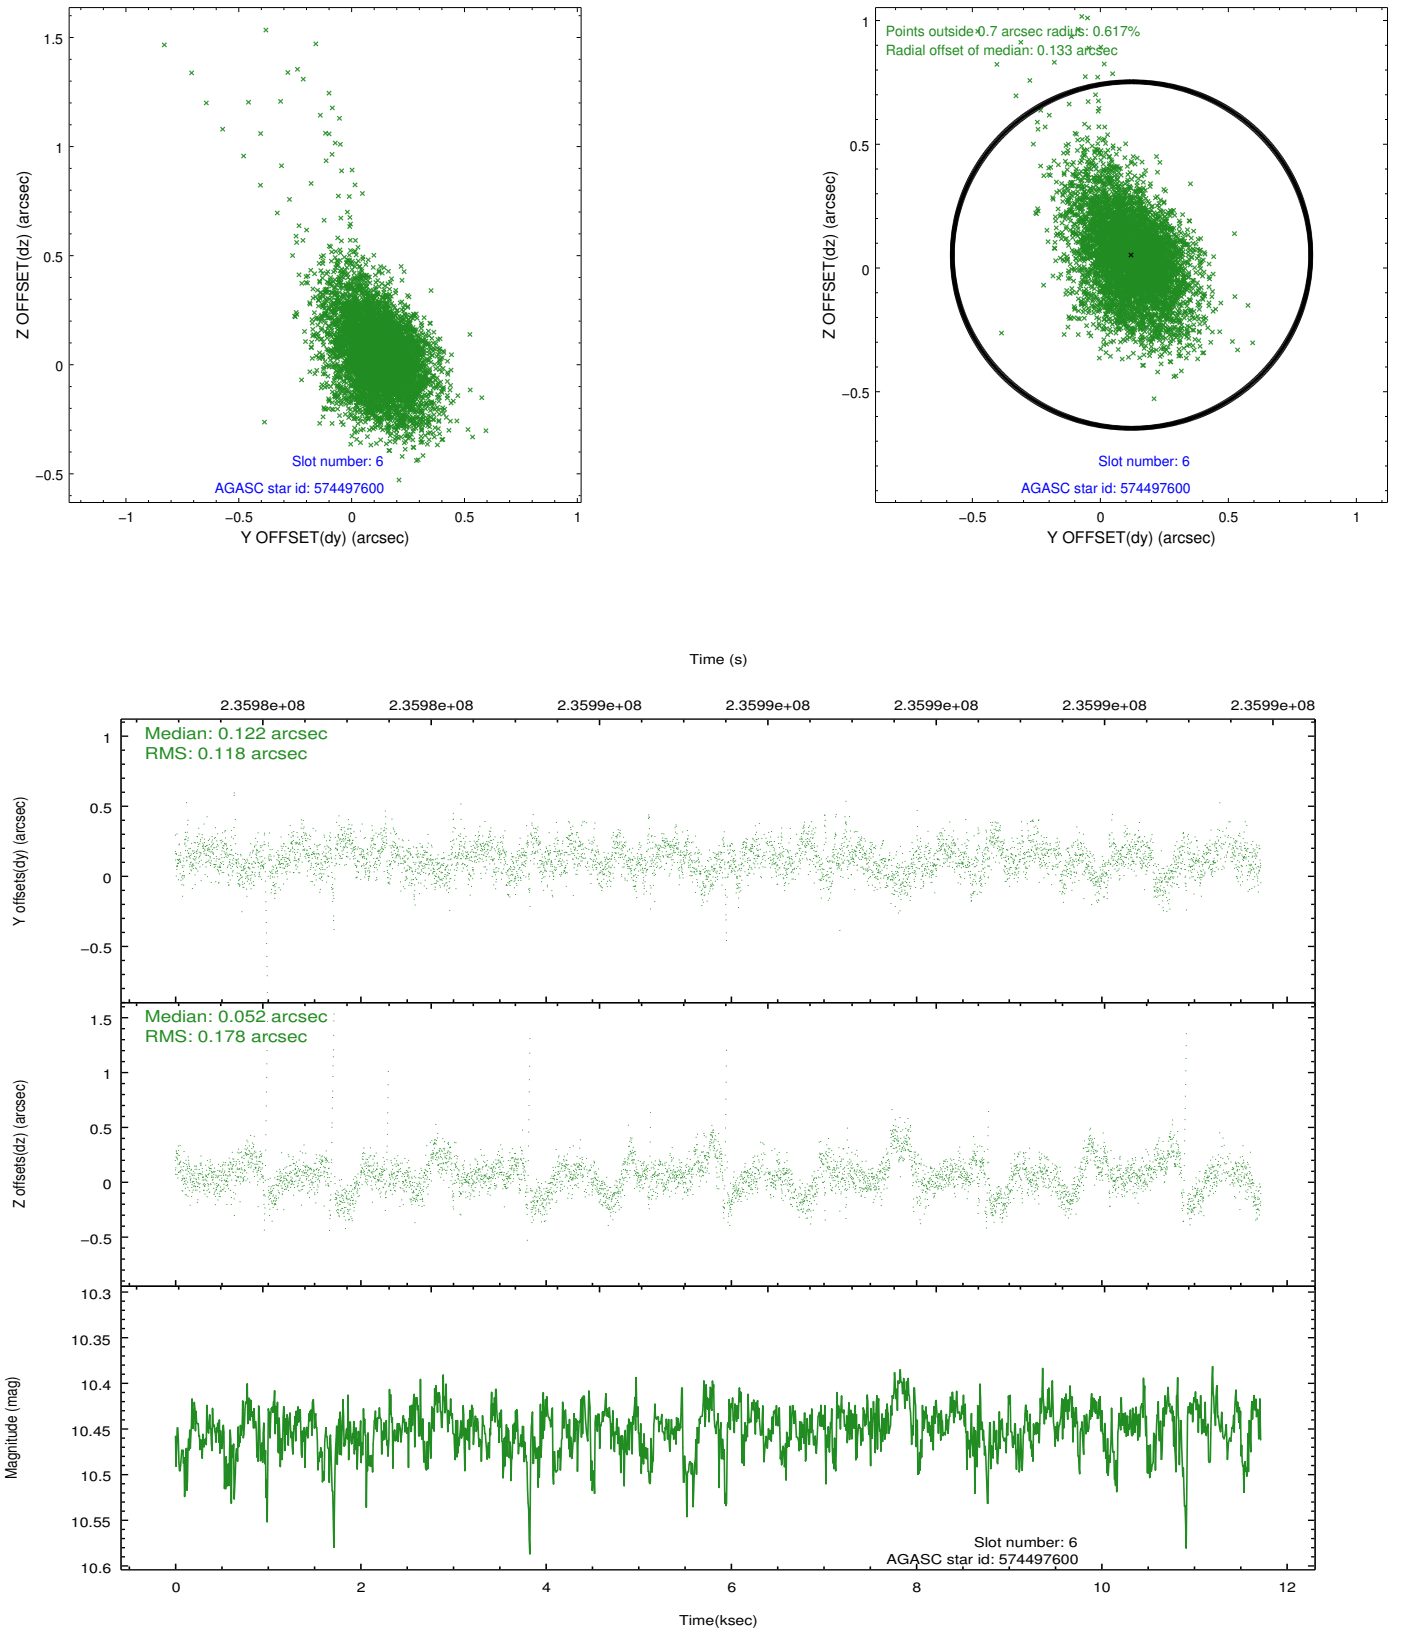 1.5
1
0.5
0
−0.5
Z OFFSET(dz) (arcsec)
Slot number: 6
AGASC star id: 574497600
−1
−0.5
0
0.5
1
Y OFFSET(dy) (arcsec)
Points outside 0.7 arcsec radius: 0.617%
Radial offset of median: 0.133 arcsec
1
0.5
0
−0.5
Z OFFSET(dz) (arcsec)
Slot number: 6
AGASC star id: 574497600
−0.5
0
0.5
1
Y OFFSET(dy) (arcsec)
Time (s)
2.3598e+08
2.3598e+08
2.3599e+08
2.3599e+08
2.3599e+08
2.3599e+08
2.3599e+08
Median: 0.122 arcsec
RMS: 0.118 arcsec
1
0.5
0
−0.5
Y offsets(dy) (arcsec)
Median: 0.052 arcsec
RMS: 0.178 arcsec
1.5
1
0.5
0
−0.5
Z offsets(dz) (arcsec)
10.3
10.35
10.4
10.45
10.5
10.55
10.6
Magnitude (mag)
Slot number: 6
AGASC star id: 574497600
0
2
4
6
8
10
12
Time(ksec)